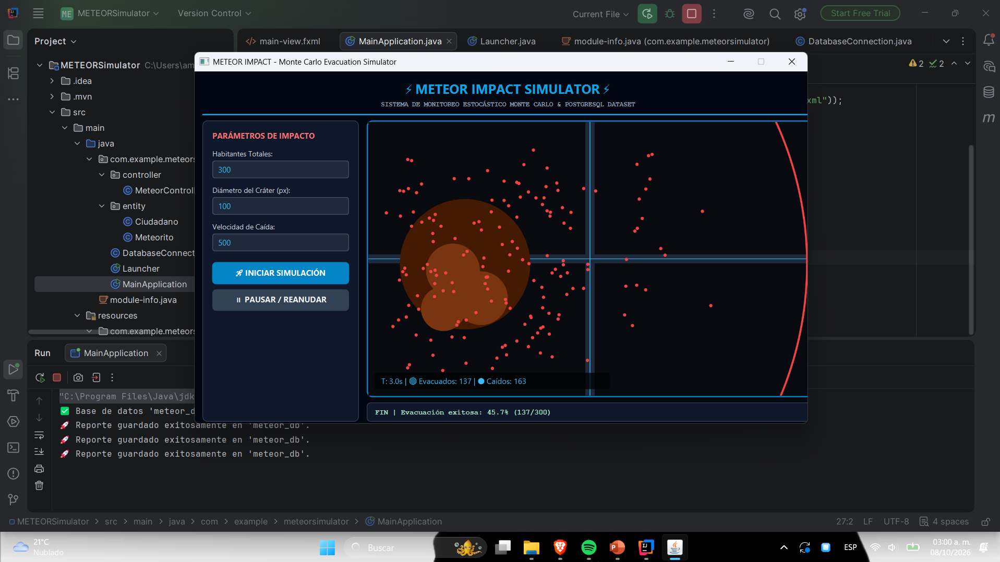 ME METEORSimulator
Version Control
Current File
Start Free Trial
Project
main-view.fxml
MainApplication.java
Launcher.java
module-info.java (com.example.meteorsimulator)
DatabaseConnection.java
METEORSimulator C:\Users\am
.idea
.mvn
src
main
java
com.example.meteors
controller
MeteorControll
entity
Ciudadano
Meteorito
DatabaseConnect
Launcher
MainApplication
module-info.java
resources
com.example.meteors
2 2
xml"));
METEOR IMPACT - Monte Carlo Evacuation Simulator
⚡ METEOR IMPACT SIMULATOR ⚡
SISTEMA DE MONITOREO ESTOCÁSTICO MONTE CARLO & POSTGRESQL DATASET
PARÁMETROS DE IMPACTO
Habitantes Totales:
300
Diámetro del Cráter (px):
100
Velocidad de Caída:
500
🚀 INICIAR SIMULACIÓN
⏸ PAUSAR / REANUDAR
T: 3.0s | 🔵 Evacuados: 137 | 🔵 Caídos: 163
FIN | Evacuación exitosa: 45.7% (137/300)
Run
MainApplication
"C:\Program Files\Java\jdk
✅ Base de datos 'meteor_d
🚀 Reporte guardado exitosamente en 'meteor_db'.
🚀 Reporte guardado exitosamente en 'meteor_db'.
🚀 Reporte guardado exitosamente en 'meteor_db'.
METEORSimulator > src > main > java > com > example > meteorsimulator > MainApplication
27:2 LF UTF-8 4 spaces
21°C
Nublado
Buscar
ESP
03:00 a. m.
08/10/2026